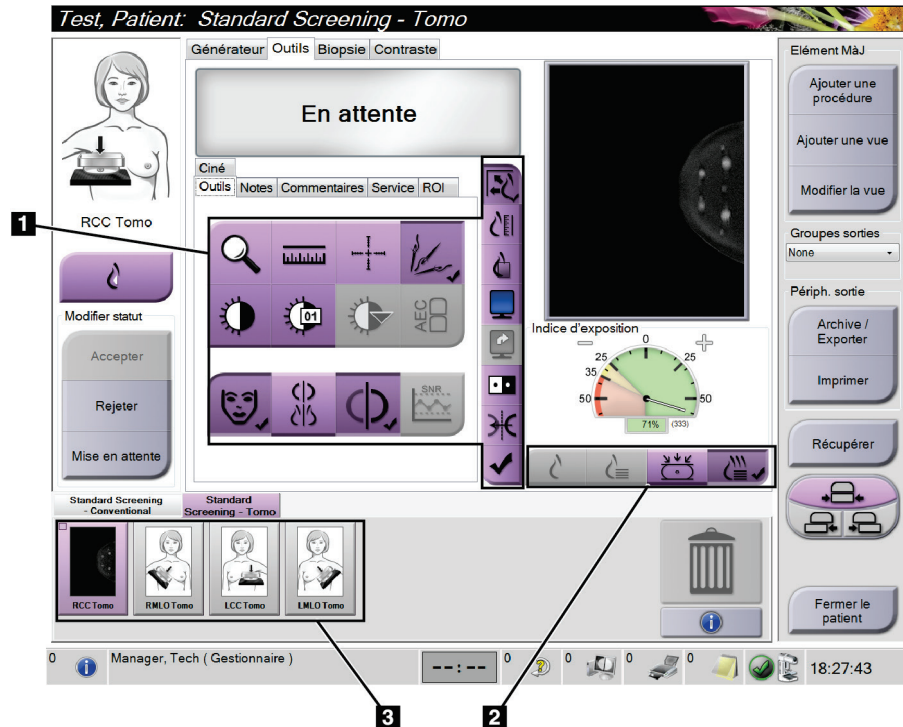 Test, Patient: Standard Screening - Tomo
Générateur Outils Biopsie Contraste
En attente
Ciné
Outils Notes Commentaires Service ROI
01
AEC
SNR
RCC Tomo
Modifier statut
Accepter
Rejeter
Mise en attente
Indice d'exposition
50 35 25 0 25 50
71% (333)
Elément MàJ
Ajouter une
procédure
Ajouter une vue
Modifier la vue
Groupes sorties
None
Périph. sortie
Archive /
Exporter
Imprimer
Récupérer
Fermer le
patient
Standard Screening
- Conventional
Standard
Screening - Tomo
RCC Tomo
RMLO Tomo
LCC Tomo
LMLO Tomo
0 Manager, Tech ( Gestionnaire ) --:-- 0 0 0 0 18:27:43
1
2
3